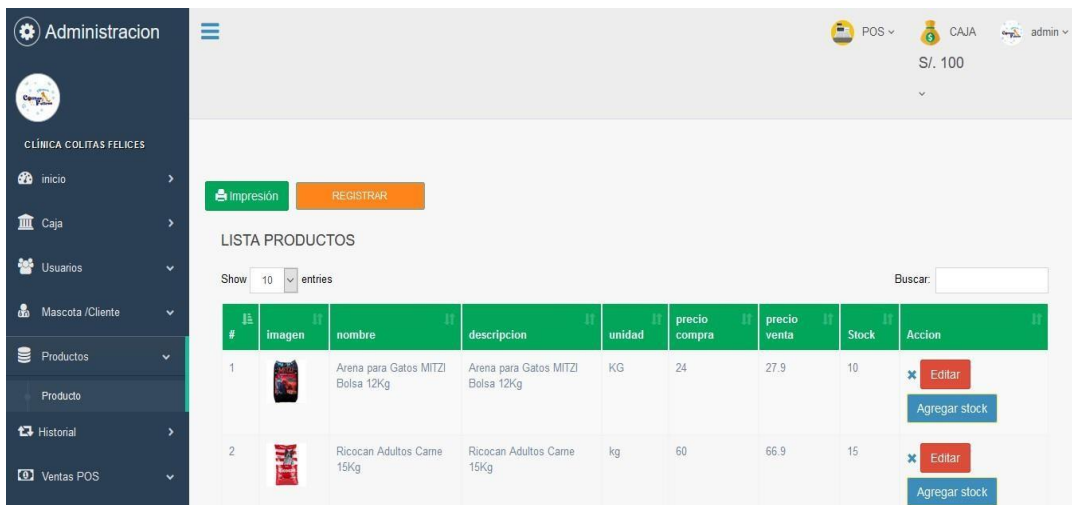 Administracion
POS
CAJA
admin
S/. 100
CLÍNICA COLITAS FELICES
inicio
Caja
Usuarios
Mascota /Cliente
Productos
Producto
Historial
Ventas POS
Impresión
REGISTRAR
LISTA PRODUCTOS
Show 10 entries
Buscar:
# imagen nombre descripcion unidad precio compra precio venta Stock Accion
1 Arena para Gatos MITZI Bolsa 12Kg Arena para Gatos MITZI Bolsa 12Kg KG 24 27.9 10 Editar
Agregar stock
2 Ricocan Adultos Carne 15Kg Ricocan Adultos Carne 15Kg kg 60 66.9 15 Editar
Agregar stock